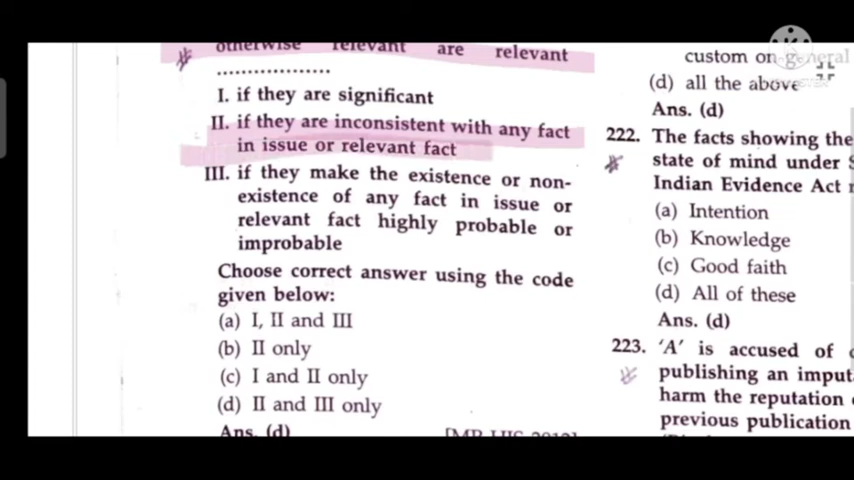 otherwise relevant are relevant
..................
I. if they are significant
II. if they are inconsistent with any fact
in issue or relevant fact
III. if they make the existence or non-
existence of any fact in issue or
relevant fact highly probable or
improbable
Choose correct answer using the code
given below:
(a) I, II and III
(b) II only
(c) I and II only
(d) II and III only
Ans. (d)
custom on general
(d) all the above
Ans. (d)
222. The facts showing the
state of mind under
Indian Evidence Act
(a) Intention
(b) Knowledge
(c) Good faith
(d) All of these
Ans. (d)
223. 'A' is accused of
publishing an imput
harm the reputation
previous publication